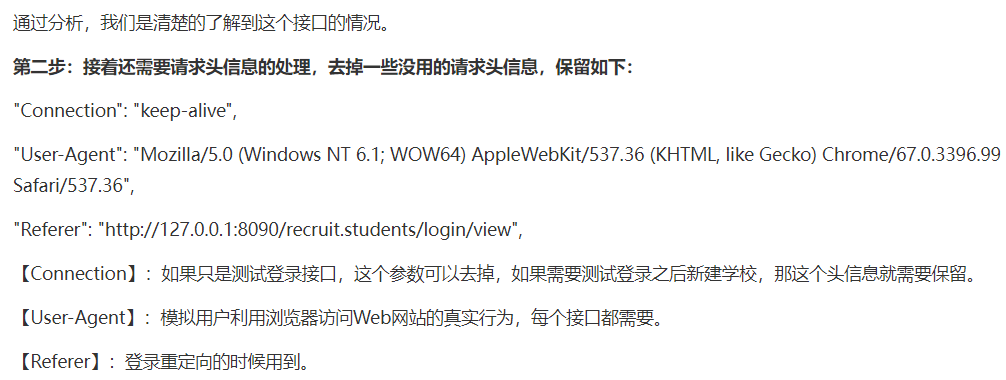 通过分析，我们是清楚的了解到这个接口的情况。
第二步：接着还需要请求头信息的处理，去掉一些没用的请求头信息，保留如下：
"Connection": "keep-alive",
"User-Agent": "Mozilla/5.0 (Windows NT 6.1; WOW64) AppleWebKit/537.36 (KHTML, like Gecko) Chrome/67.0.3396.99
Safari/537.36",
"Referer": "http://127.0.0.1:8090/recruit.students/login/view",
【Connection】：如果只是测试登录接口，这个参数可以去掉，如果需要测试登录之后新建学校，那这个头信息就需要保留。
【User-Agent】：模拟用户利用浏览器访问Web网站的真实行为，每个接口都需要。
【Referer】：登录重定向的时候用到。